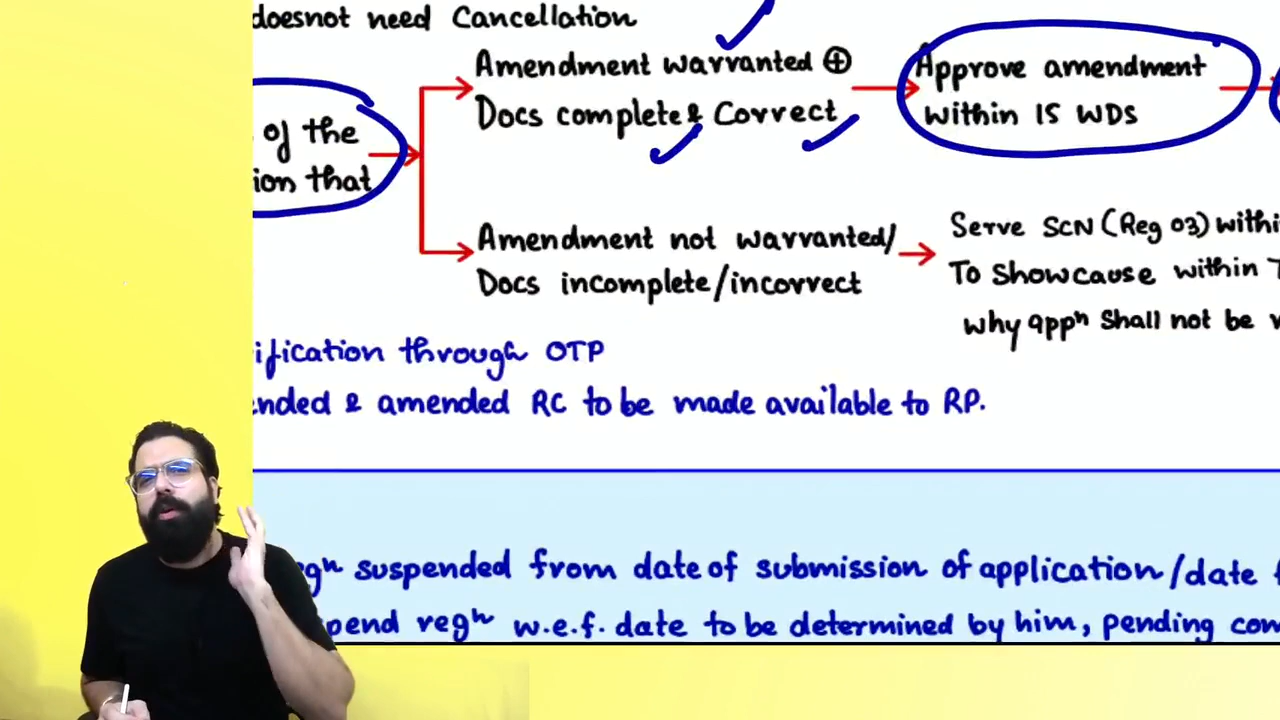 doesnot need Cancellation
Amendment warranted ⊕
Docs complete & Correct
Approve amendment
within 15 WDS
of the
ion that
Amendment not warranted/
Docs incomplete/incorrect
Serve SCN (Reg 03) withi
To Showcause within 7
why appⁿ Shall not be
ification through OTP
ended & amended RC to be made available to RP.
gⁿ suspended from date of submission of application/date
pend regⁿ w.e.f. date to be determined by him, pending com